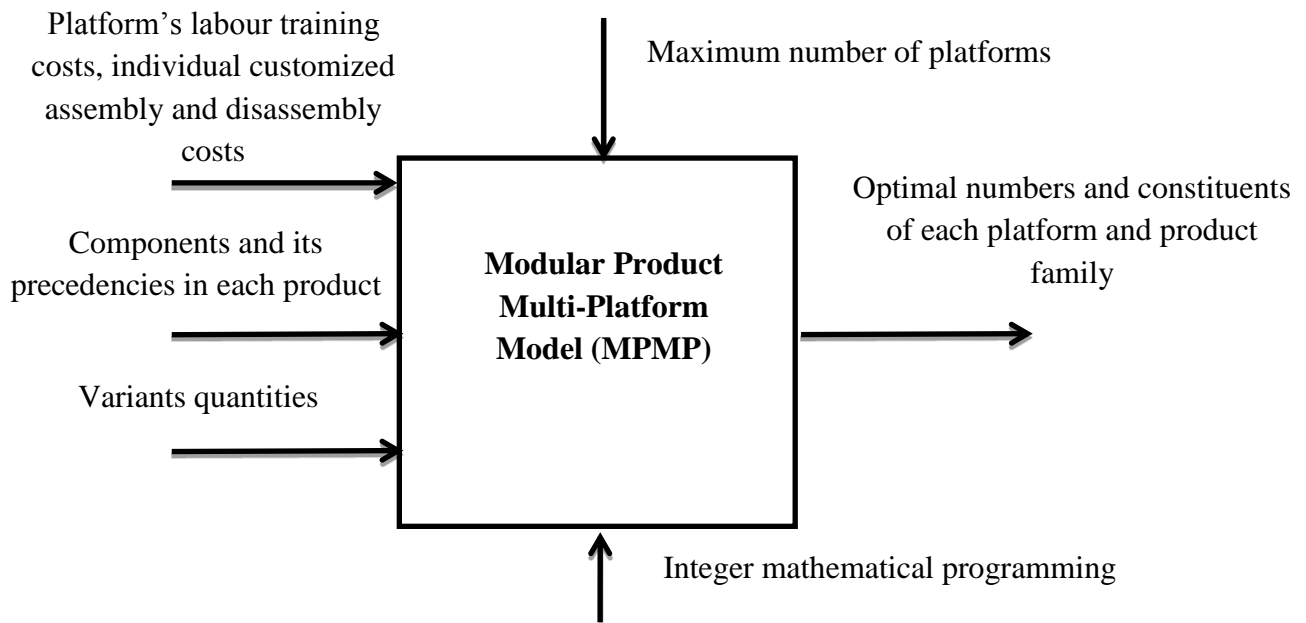 Platform’s labour training
costs, individual customized
assembly and disassembly
costs
Maximum number of platforms
Components and its
precedencies in each product
Variants quantities
Modular Product
Multi-Platform
Model (MPMP)
Optimal numbers and constituents
of each platform and product
family
Integer mathematical programming